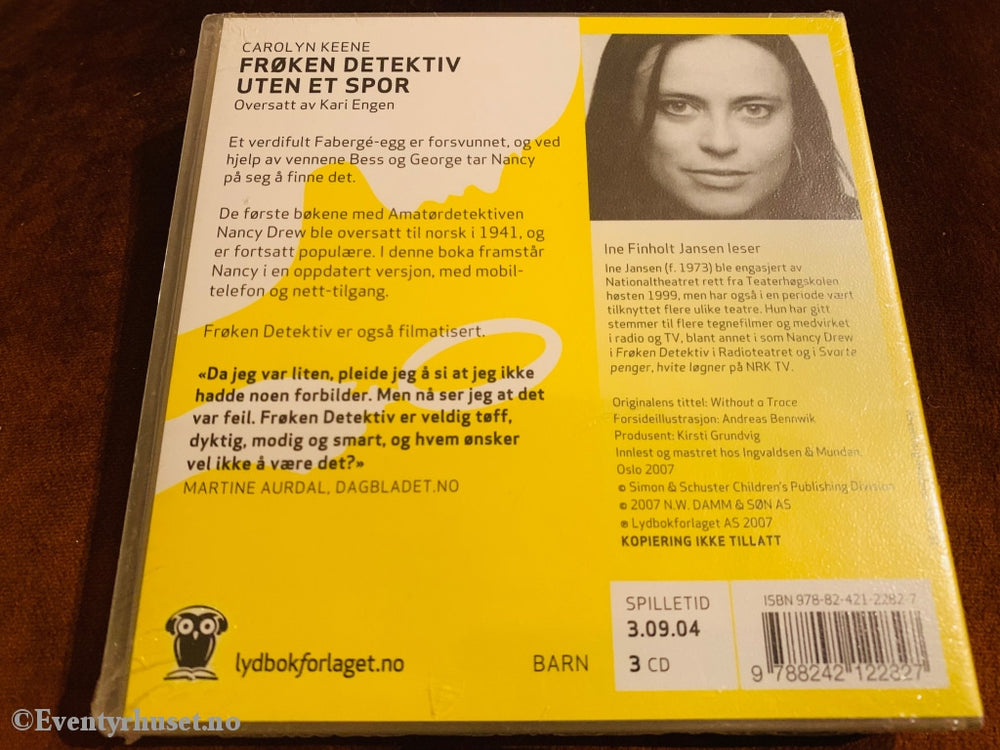 CAROLYN KEENE
FRØKEN DETEKTIV
UTEN ET SPOR
Oversatt av Kari Engen
Et verdifult Fabergé-egg er forsvunnet, og ved
hjelp av vennene Bess og George tar Nancy
på seg å finne det.
De første bøkene med Amatørdetektiven
Nancy Drew ble oversatt til norsk i 1941, og
er fortsatt populære. I denne boka framstår
Nancy i en oppdatert versjon, med mobil-
telefon og nett-tilgang.
Frøken Detektiv er også filmatisert.
«Da jeg var liten, pleide jeg å si at jeg ikke
hadde noen forbilder. Men nå ser jeg at det
var feil. Frøken Detektiv er veldig tøff,
dyktig, modig og smart, og hvem ønsker
vel ikke å være det?»
MARTINE AURDAL, DAGBLADET.NO
lydbokforlaget.no
BARN
Ine Finholt Jansen leser
Ine Jansen (f. 1973) ble engasjert av
Nationaltheatret rett fra Teaterhøgskolen
høsten 1999, men har også i en periode vært
tilknyttet flere ulike teatre. Hun har gitt
stemmer til flere tegnefilmer og medvirket
i radio og TV, blant annet i som Nancy Drew
i Frøken Detektiv i Radioteatret og i Svarte
penger, hvite løgner på NRK TV.
Originalens tittel: Without a Trace
Forsideillustrasjon: Andreas Bennwik
Produsent: Kirsti Grundvig
Innlest og mastret hos Ingvaldsen & Mundan,
Oslo 2007
© Simon & Schuster Children's Publishing Division
© 2007 N.W. DAMM & SØN AS
℗ Lydbokforlaget AS 2007
KOPIERING IKKE TILLATT
SPILLETID
3.09.04
3 CD
ISBN 978-82-421-2282-7
9 788242 122827
©Eventyrhuset.no